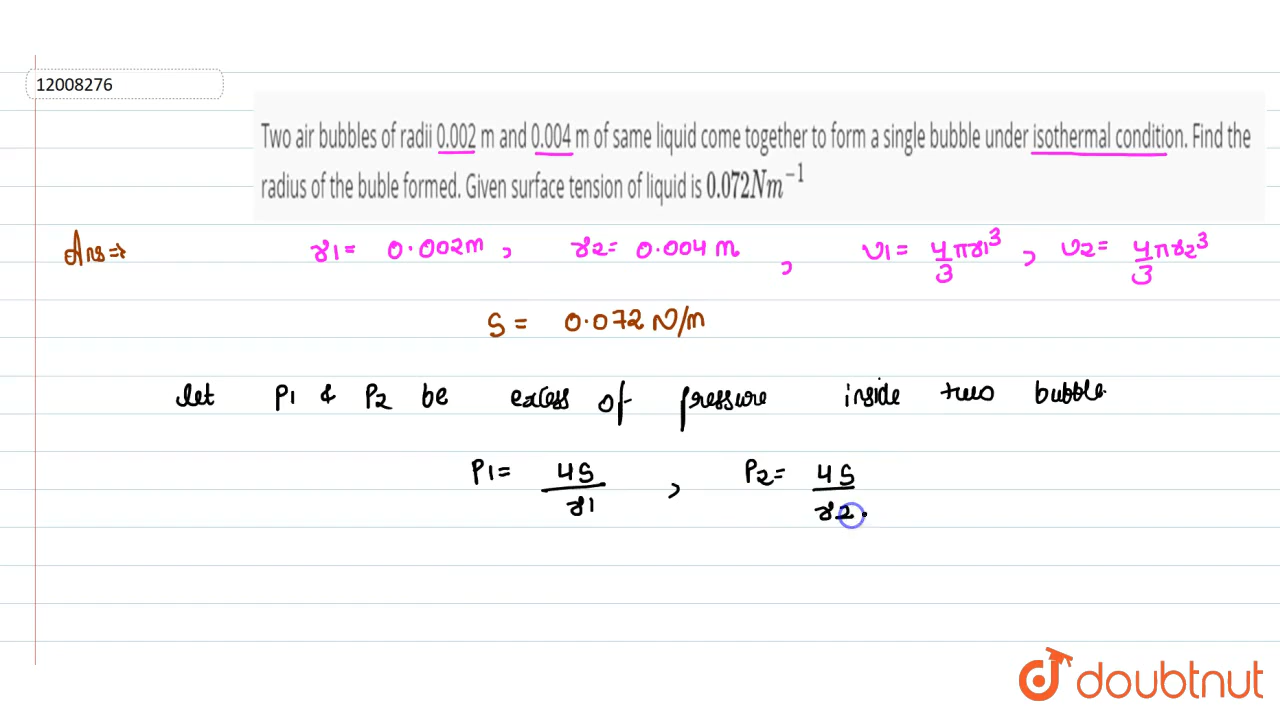 12008276
Two air bubbles of radii 0.002 m and 0.004 m of same liquid come together to form a single bubble under isothermal condition. Find the
radius of the buble formed. Given surface tension of liquid is 0.072Nm⁻¹
Ans⇒ r1 = 0.002m , r2 = 0.004 m , v1 = 4/3 πr1³ , v2 = 4/3 πr2³
S = 0.072 N/m
let P1 & P2 be excess of pressure inside two bubble.
P1 = 4S/r1 , P2 = 4S/r2.
doubtnut